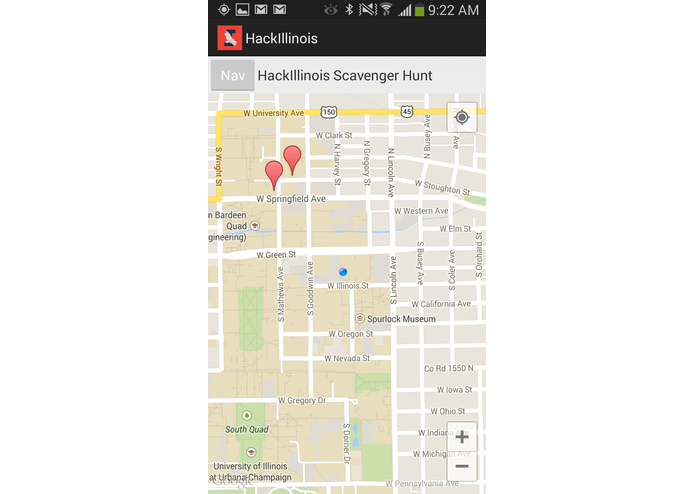 9:22 AM
HackIllinois
Nav
HackIllinois Scavenger Hunt
W University Ave
150
45
N Busey Ave
W Clark St
S Wright St
N Harvey St
N Gregory St
N Lincoln Ave
W Stoughton St
W Springfield Ave
W Western Ave
n Bardeen
Quad
gineering)
W Elm St
W Green St
S Mathews Ave
S Goodwin Ave
S Lincoln Ave
S Busey Ave
S Coler Ave
S Orchard St
W Illinois St
W California Ave
Spurlock Museum
W Oregon St
W Nevada St
Co Rd 1550 N
W Iowa St
W Gregory Dr
W Ohio St
South Quad
S Dorner Dr
W Indiana
+
W Michigan Ave
−
University of Illinois
at Urbana-Champaign
Google
W Pennsylvania Ave